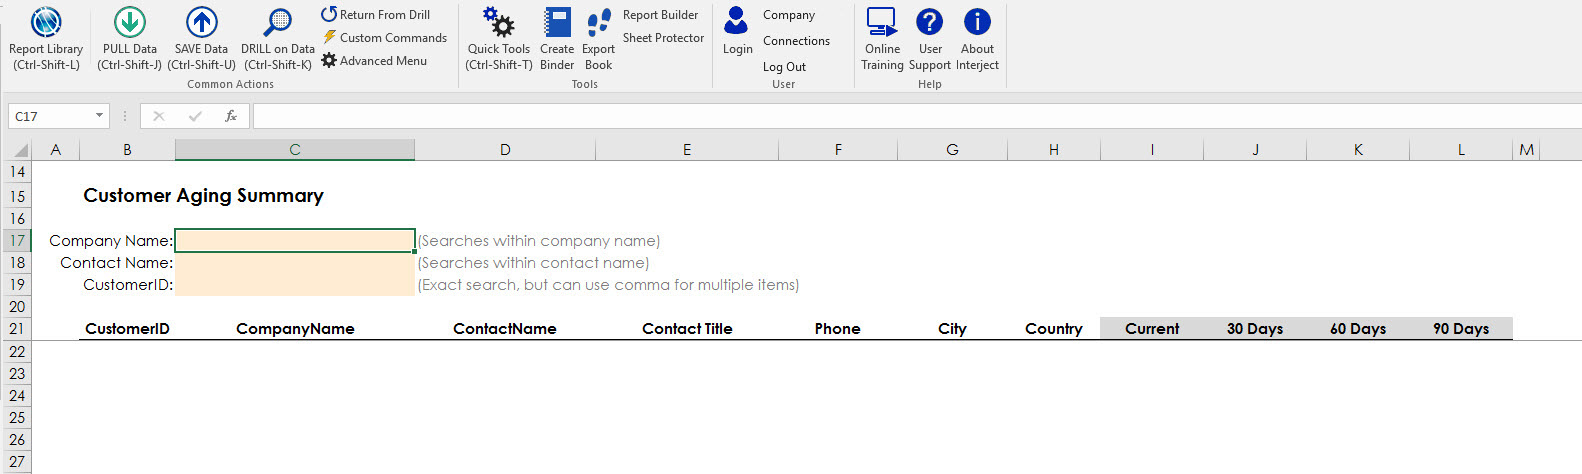 Report Library
(Ctrl-Shift-L)
PULL Data
(Ctrl-Shift-J)
SAVE Data
(Ctrl-Shift-U)
DRILL on Data
(Ctrl-Shift-K)
Return From Drill
Custom Commands
Advanced Menu
Common Actions
Quick Tools
(Ctrl-Shift-T)
Create
Binder
Export
Book
Report Builder
Sheet Protector
Tools
Login
Company
Connections
Log Out
User
Online
Training
User
Support
About
Interject
Help
C17
fx
A B C D E F G H I J K L M
14
15 Customer Aging Summary
16
17 Company Name: (Searches within company name)
18 Contact Name: (Searches within contact name)
19 CustomerID: (Exact search, but can use comma for multiple items)
20
21 CustomerID CompanyName ContactName Contact Title Phone City Country Current 30 Days 60 Days 90 Days
22
23
24
25
26
27